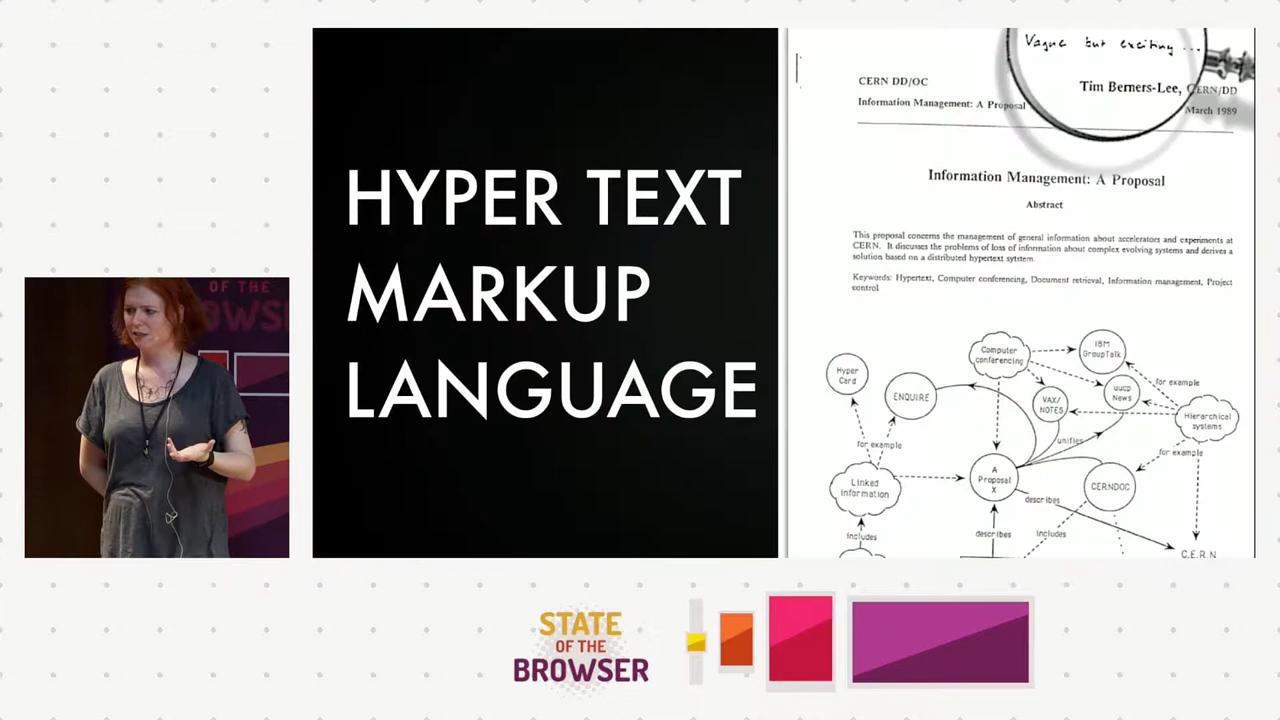 OF THE
HYPER TEXT
MARKUP
LANGUAGE
Vague but exciting ...
CERN DD/OC
Tim Berners-Lee, CERN/DD
Information Management: A Proposal
March 1989
Information Management: A Proposal
Abstract
This proposal concerns the management of general information about accelerators and experiments at
CERN. It discusses the problems of loss of information about complex evolving systems and derives a
solution based on a distributed hypertext system.
Keywords: Hypertext, Computer conferencing, Document retrieval, Information management, Project
control
IBM
GroupTalk
Computer
conferencing
Hyper
Card
uucp
News
for example
ENQUIRE
VAX/
NOTES
Hierarchical
systems
unifies
for example
for example
A
Proposal
X
Linked
information
CERNDOC
describes
includes
describes
includes
C.E.R.N
STATE
OF THE
BROWSER